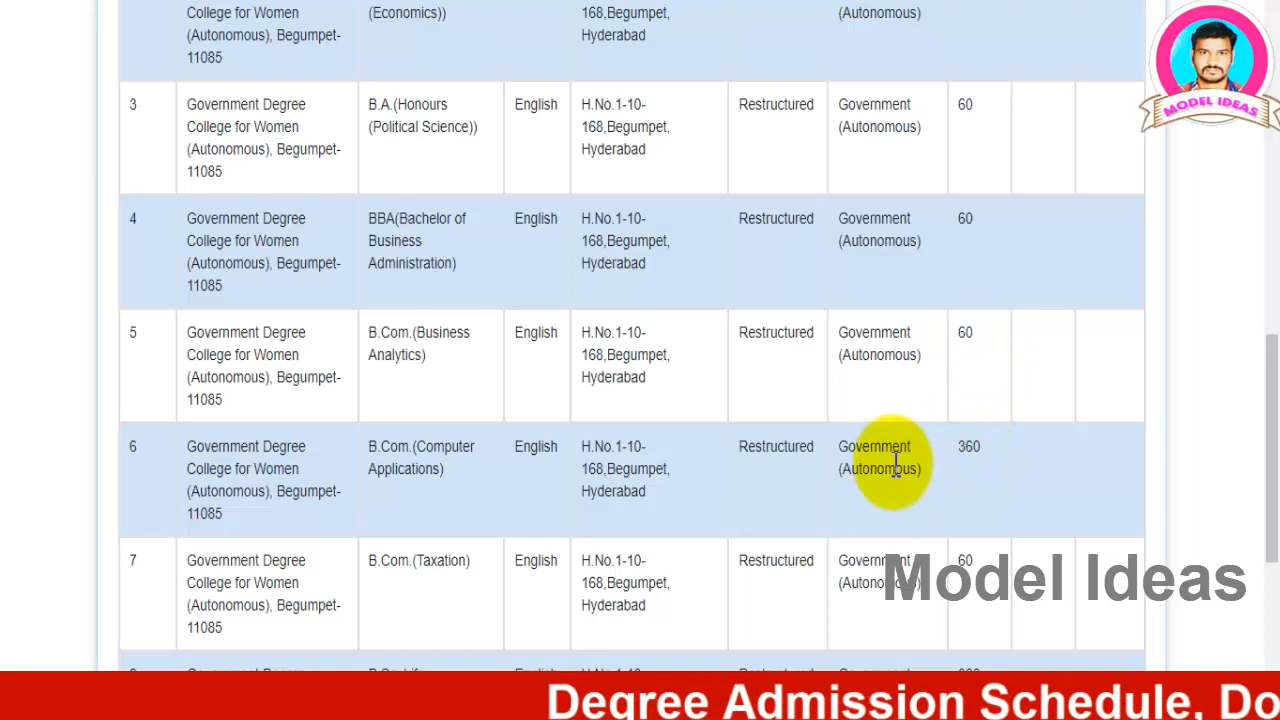 College for Women (Economics)) 168,Begumpet, (Autonomous)
(Autonomous), Begumpet- Hyderabad
11085
3 Government Degree B.A.(Honours English H.No.1-10- Restructured Government 60
College for Women (Political Science)) 168,Begumpet, (Autonomous)
(Autonomous), Begumpet- Hyderabad
11085
4 Government Degree BBA(Bachelor of English H.No.1-10- Restructured Government 60
College for Women Business 168,Begumpet, (Autonomous)
(Autonomous), Begumpet- Administration) Hyderabad
11085
5 Government Degree B.Com.(Business English H.No.1-10- Restructured Government 60
College for Women Analytics) 168,Begumpet, (Autonomous)
(Autonomous), Begumpet- Hyderabad
11085
6 Government Degree B.Com.(Computer English H.No.1-10- Restructured Government 360
College for Women Applications) 168,Begumpet, (Autonomous)
(Autonomous), Begumpet- Hyderabad
11085
7 Government Degree B.Com.(Taxation) English H.No.1-10- Restructured Government 60
College for Women 168,Begumpet, (Autonomous)
(Autonomous), Begumpet- Hyderabad
11085
MODEL IDEAS
Model Ideas
Degree Admission Schedule, Do